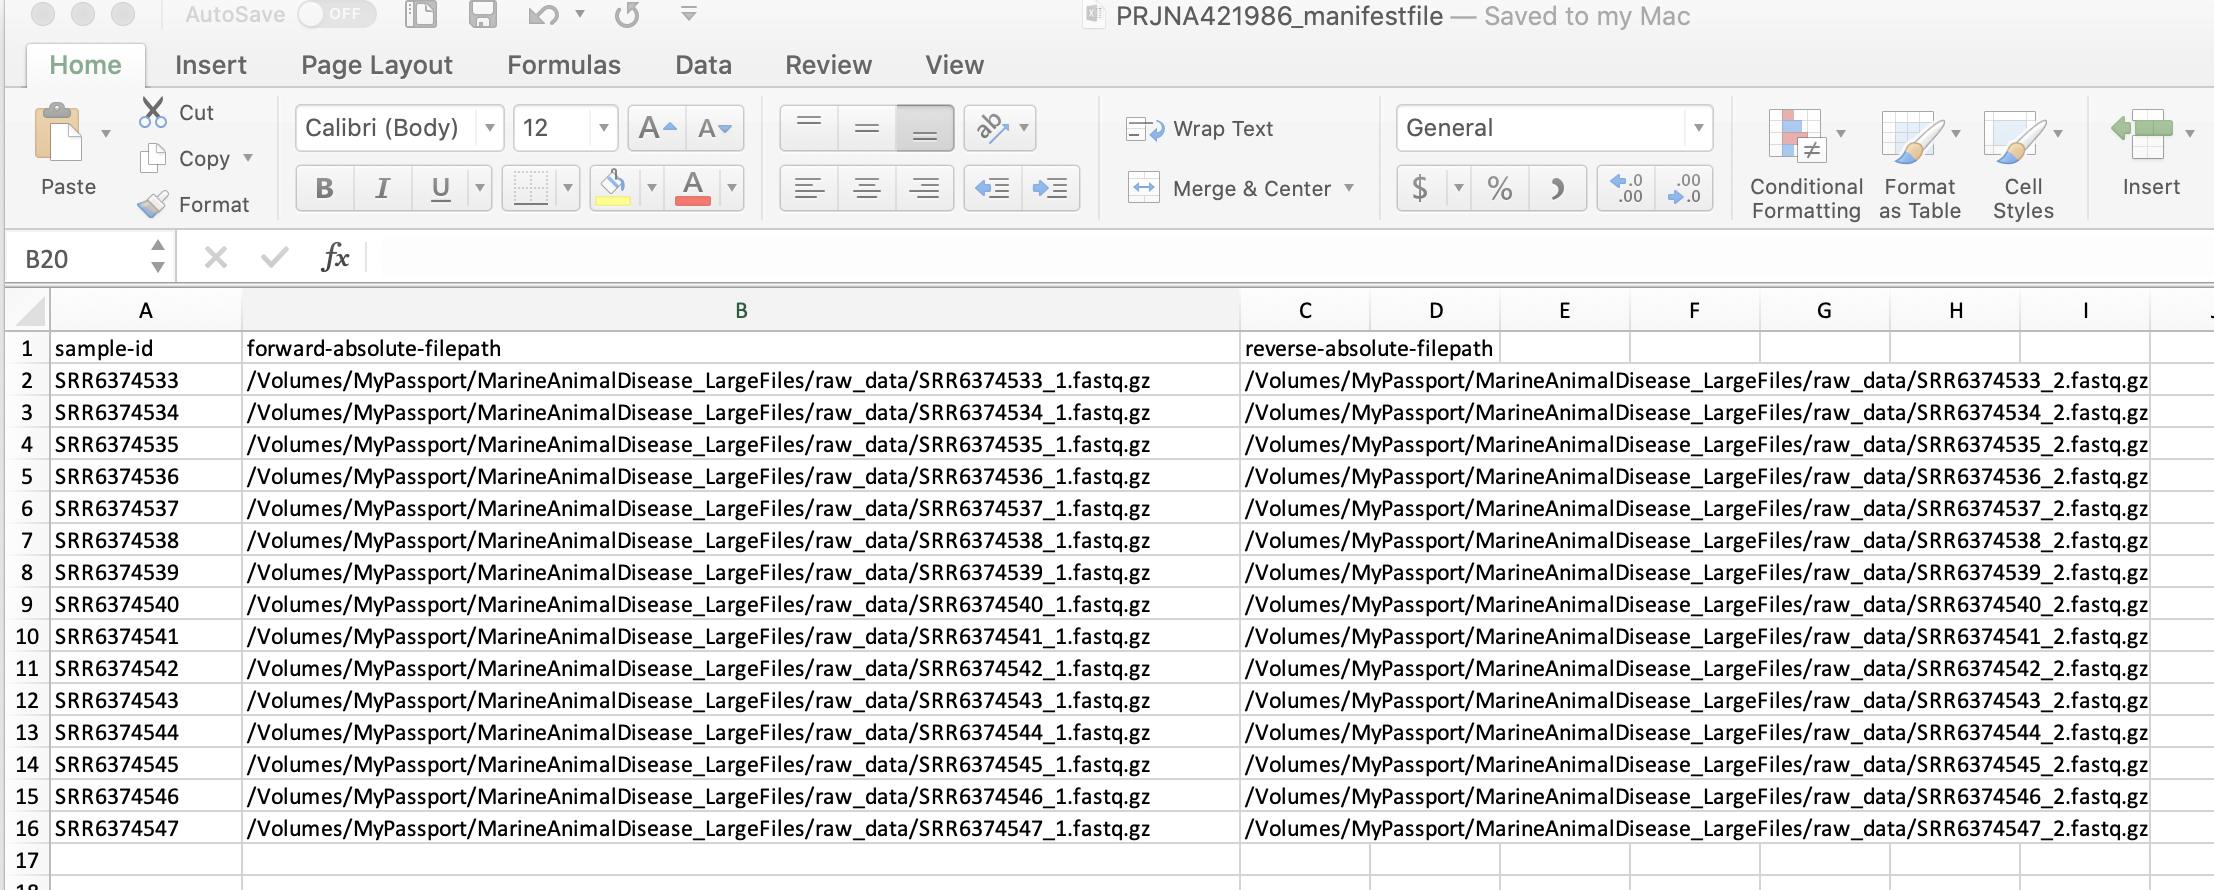 AutoSave OFF PRJNA421986_manifestfile — Saved to my Mac
Home Insert Page Layout Formulas Data Review View
Paste
Cut
Copy
Format
Calibri (Body) 12 A A
B I U A
ab
Wrap Text
Merge & Center
General
$ % ) .0 .00 .00 .0
Conditional Formatting
Format as Table
Cell Styles
Insert
B20 fx
A B C D E F G H I
1 sample-id forward-absolute-filepath reverse-absolute-filepath
2 SRR6374533 /Volumes/MyPassport/MarineAnimalDisease_LargeFiles/raw_data/SRR6374533_1.fastq.gz /Volumes/MyPassport/MarineAnimalDisease_LargeFiles/raw_data/SRR6374533_2.fastq.gz
3 SRR6374534 /Volumes/MyPassport/MarineAnimalDisease_LargeFiles/raw_data/SRR6374534_1.fastq.gz /Volumes/MyPassport/MarineAnimalDisease_LargeFiles/raw_data/SRR6374534_2.fastq.gz
4 SRR6374535 /Volumes/MyPassport/MarineAnimalDisease_LargeFiles/raw_data/SRR6374535_1.fastq.gz /Volumes/MyPassport/MarineAnimalDisease_LargeFiles/raw_data/SRR6374535_2.fastq.gz
5 SRR6374536 /Volumes/MyPassport/MarineAnimalDisease_LargeFiles/raw_data/SRR6374536_1.fastq.gz /Volumes/MyPassport/MarineAnimalDisease_LargeFiles/raw_data/SRR6374536_2.fastq.gz
6 SRR6374537 /Volumes/MyPassport/MarineAnimalDisease_LargeFiles/raw_data/SRR6374537_1.fastq.gz /Volumes/MyPassport/MarineAnimalDisease_LargeFiles/raw_data/SRR6374537_2.fastq.gz
7 SRR6374538 /Volumes/MyPassport/MarineAnimalDisease_LargeFiles/raw_data/SRR6374538_1.fastq.gz /Volumes/MyPassport/MarineAnimalDisease_LargeFiles/raw_data/SRR6374538_2.fastq.gz
8 SRR6374539 /Volumes/MyPassport/MarineAnimalDisease_LargeFiles/raw_data/SRR6374539_1.fastq.gz /Volumes/MyPassport/MarineAnimalDisease_LargeFiles/raw_data/SRR6374539_2.fastq.gz
9 SRR6374540 /Volumes/MyPassport/MarineAnimalDisease_LargeFiles/raw_data/SRR6374540_1.fastq.gz /Volumes/MyPassport/MarineAnimalDisease_LargeFiles/raw_data/SRR6374540_2.fastq.gz
10 SRR6374541 /Volumes/MyPassport/MarineAnimalDisease_LargeFiles/raw_data/SRR6374541_1.fastq.gz /Volumes/MyPassport/MarineAnimalDisease_LargeFiles/raw_data/SRR6374541_2.fastq.gz
11 SRR6374542 /Volumes/MyPassport/MarineAnimalDisease_LargeFiles/raw_data/SRR6374542_1.fastq.gz /Volumes/MyPassport/MarineAnimalDisease_LargeFiles/raw_data/SRR6374542_2.fastq.gz
12 SRR6374543 /Volumes/MyPassport/MarineAnimalDisease_LargeFiles/raw_data/SRR6374543_1.fastq.gz /Volumes/MyPassport/MarineAnimalDisease_LargeFiles/raw_data/SRR6374543_2.fastq.gz
13 SRR6374544 /Volumes/MyPassport/MarineAnimalDisease_LargeFiles/raw_data/SRR6374544_1.fastq.gz /Volumes/MyPassport/MarineAnimalDisease_LargeFiles/raw_data/SRR6374544_2.fastq.gz
14 SRR6374545 /Volumes/MyPassport/MarineAnimalDisease_LargeFiles/raw_data/SRR6374545_1.fastq.gz /Volumes/MyPassport/MarineAnimalDisease_LargeFiles/raw_data/SRR6374545_2.fastq.gz
15 SRR6374546 /Volumes/MyPassport/MarineAnimalDisease_LargeFiles/raw_data/SRR6374546_1.fastq.gz /Volumes/MyPassport/MarineAnimalDisease_LargeFiles/raw_data/SRR6374546_2.fastq.gz
16 SRR6374547 /Volumes/MyPassport/MarineAnimalDisease_LargeFiles/raw_data/SRR6374547_1.fastq.gz /Volumes/MyPassport/MarineAnimalDisease_LargeFiles/raw_data/SRR6374547_2.fastq.gz
17